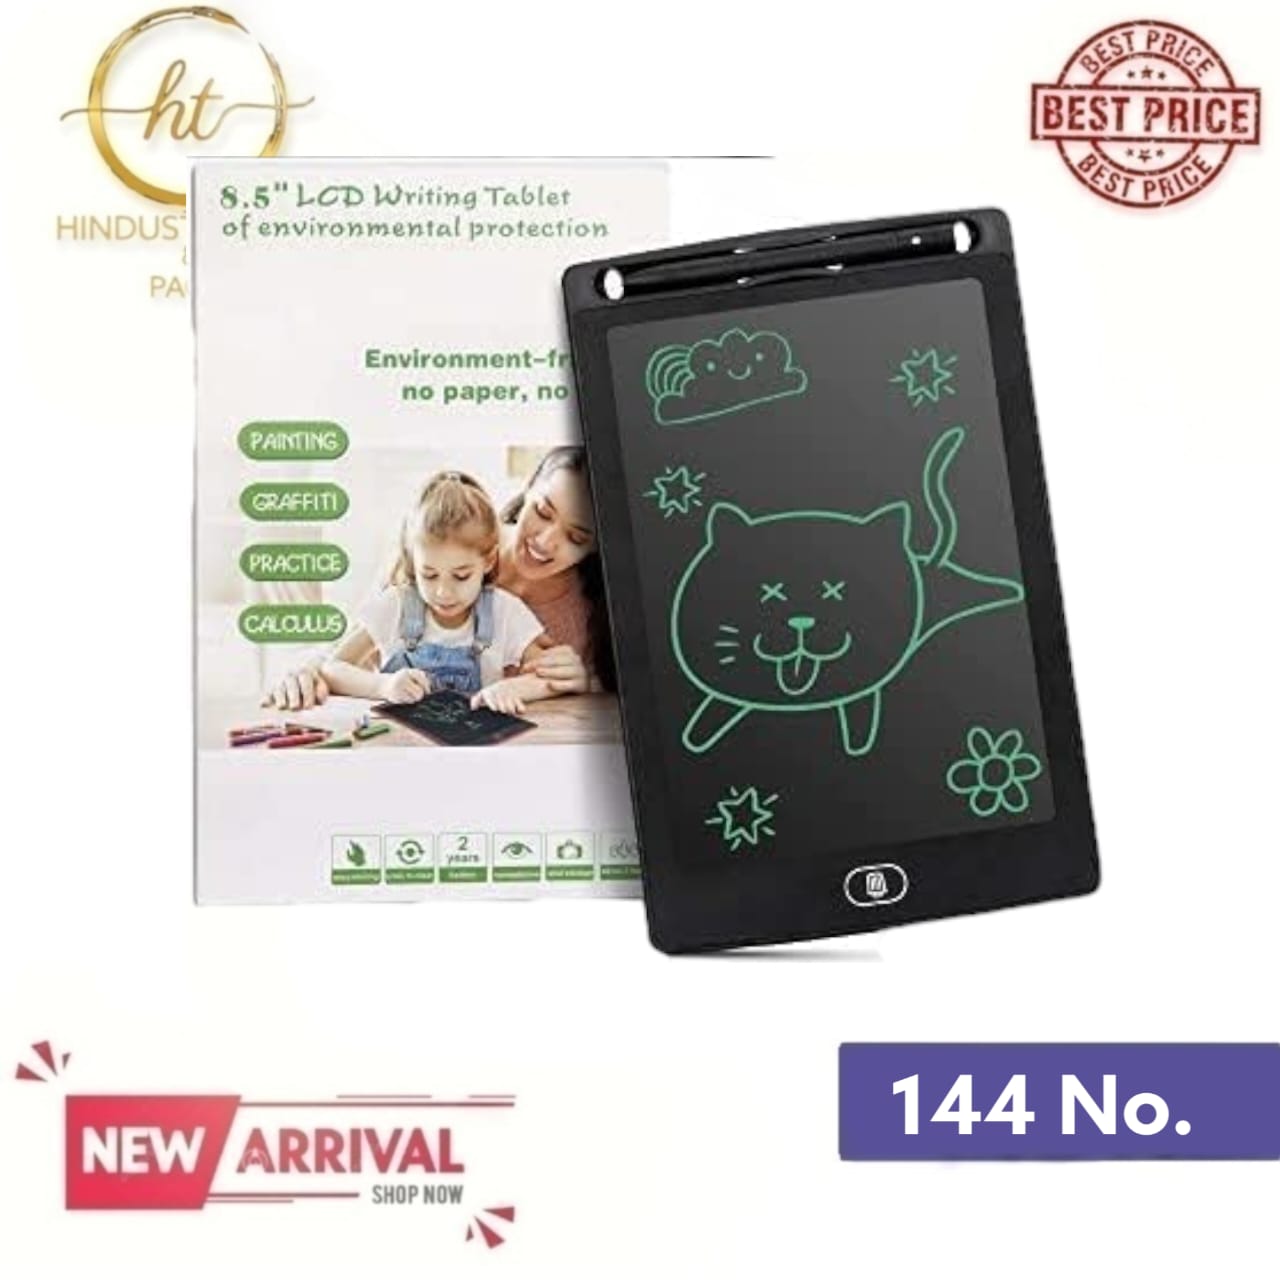 ht
HINDUST
PA
BEST PRICE
BEST PRICE
BEST PRICE
8.5" LCD Writing Tablet
of environmental protection
Environment-fr
no paper, no
PAINTING
GRAFFITI
PRACTICE
CALCULUS
2
years
NEW ARRIVAL
SHOP NOW
144 No.